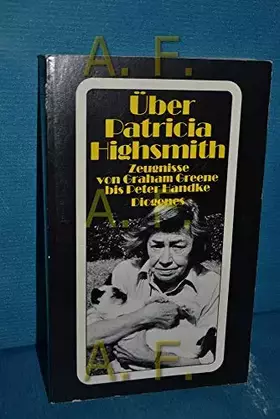 A. F.
Über
Patricia
Highsmith
Zeugnisse
von Graham Greene
bis Peter Handke
Diogenes
A. F.
A. F.
A. F.